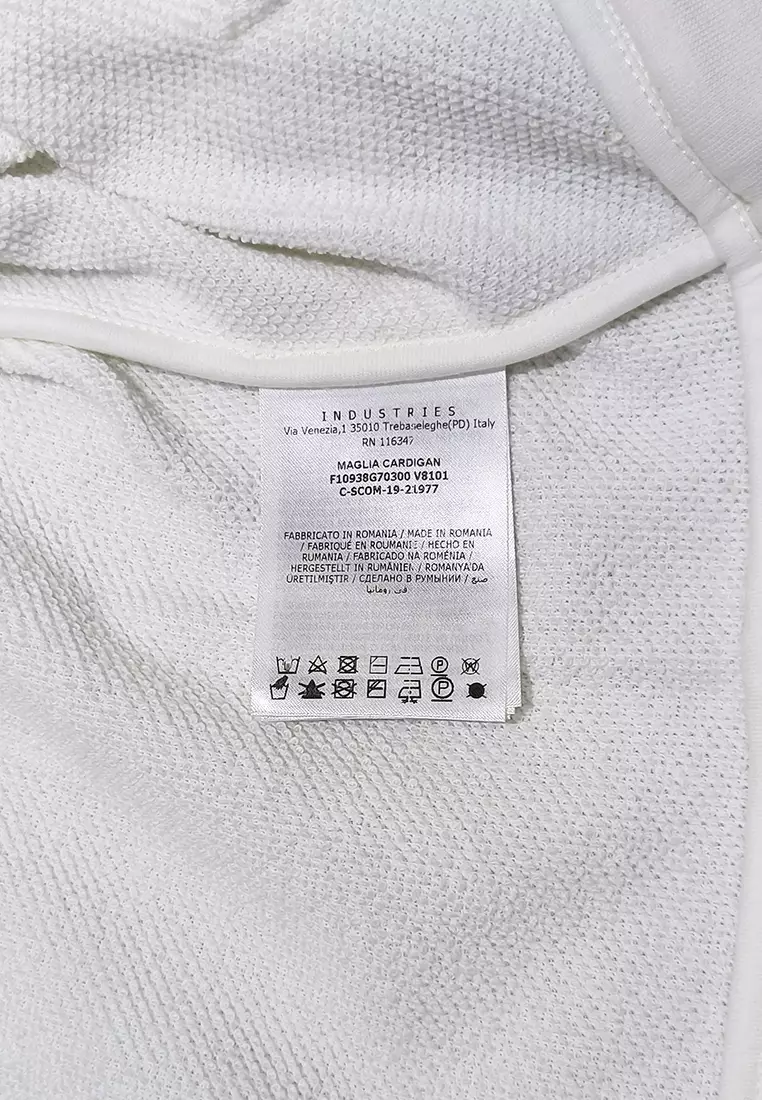 INDUSTRIES
Via Venezia,1 35010 Trebaseleghe(PD) Italy
RN 116347
MAGLIA CARDIGAN
F10938G70300 V8101
C-SCOM-19-21977
FABBRICATO IN ROMANIA / MADE IN ROMANIA
/ FABRIQUÉ EN ROUMANIE / HECHO EN
RUMANIA / FABRICADO NA ROMÉNIA /
HERGESTELLT IN RUMÄNIEN / ROMANYA'DA
ÜRETILMIŞTIR / СДЕЛАНО В РУМЫНИИ / صنع
في رومانيا